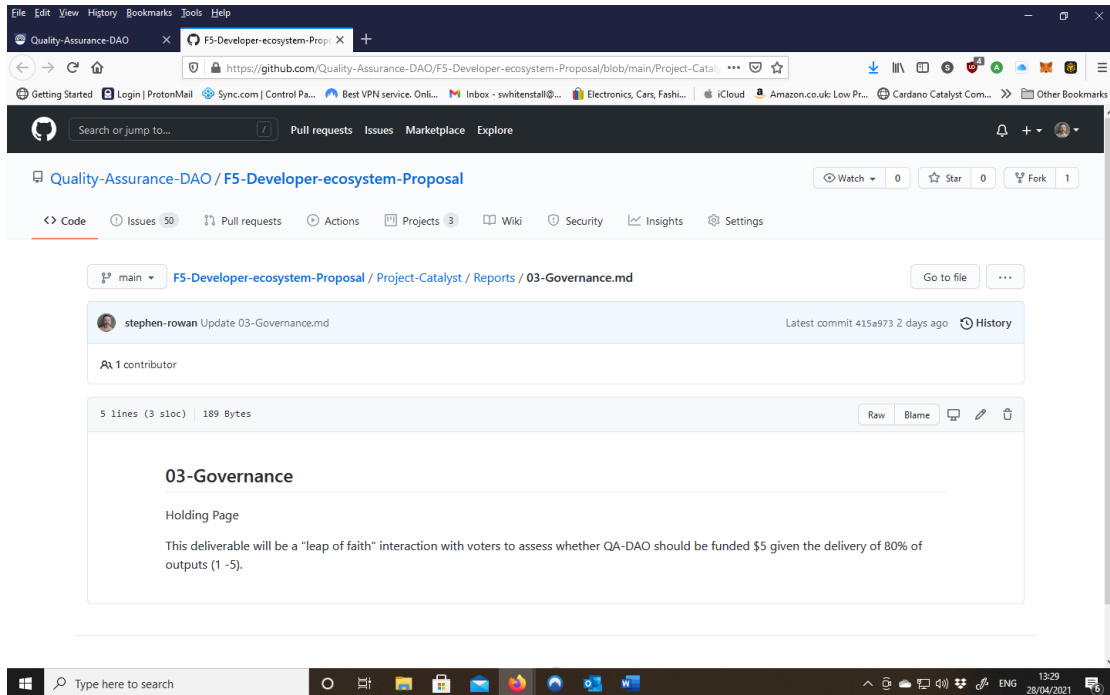 File Edit View History Bookmarks Tools Help
Quality-Assurance-DAO
F5-Developer-ecosystem-Prop
https://github.com/Quality-Assurance-DAO/F5-Developer-ecosystem-Proposal/blob/main/Project-Cataly
Getting Started Login | ProtonMail Sync.com | Control Pa... Best VPN service. Onli... Inbox - swhitenstall@... Electronics, Cars, Fashi... iCloud Amazon.co.uk: Low Pr... Cardano Catalyst Com... Other Bookmarks
Search or jump to... / Pull requests Issues Marketplace Explore
Quality-Assurance-DAO / F5-Developer-ecosystem-Proposal
Watch 0 Star 0 Fork 1
Code Issues 50 Pull requests Actions Projects 3 Wiki Security Insights Settings
main F5-Developer-ecosystem-Proposal / Project-Catalyst / Reports / 03-Governance.md Go to file ...
stephen-rowan Update 03-Governance.md Latest commit 415a973 2 days ago History
1 contributor
5 lines (3 sloc) 189 Bytes Raw Blame
03-Governance
Holding Page
This deliverable will be a "leap of faith" interaction with voters to assess whether QA-DAO should be funded $5 given the delivery of 80% of
outputs (1 -5).
Type here to search
ENG
13:29
28/04/2021
6